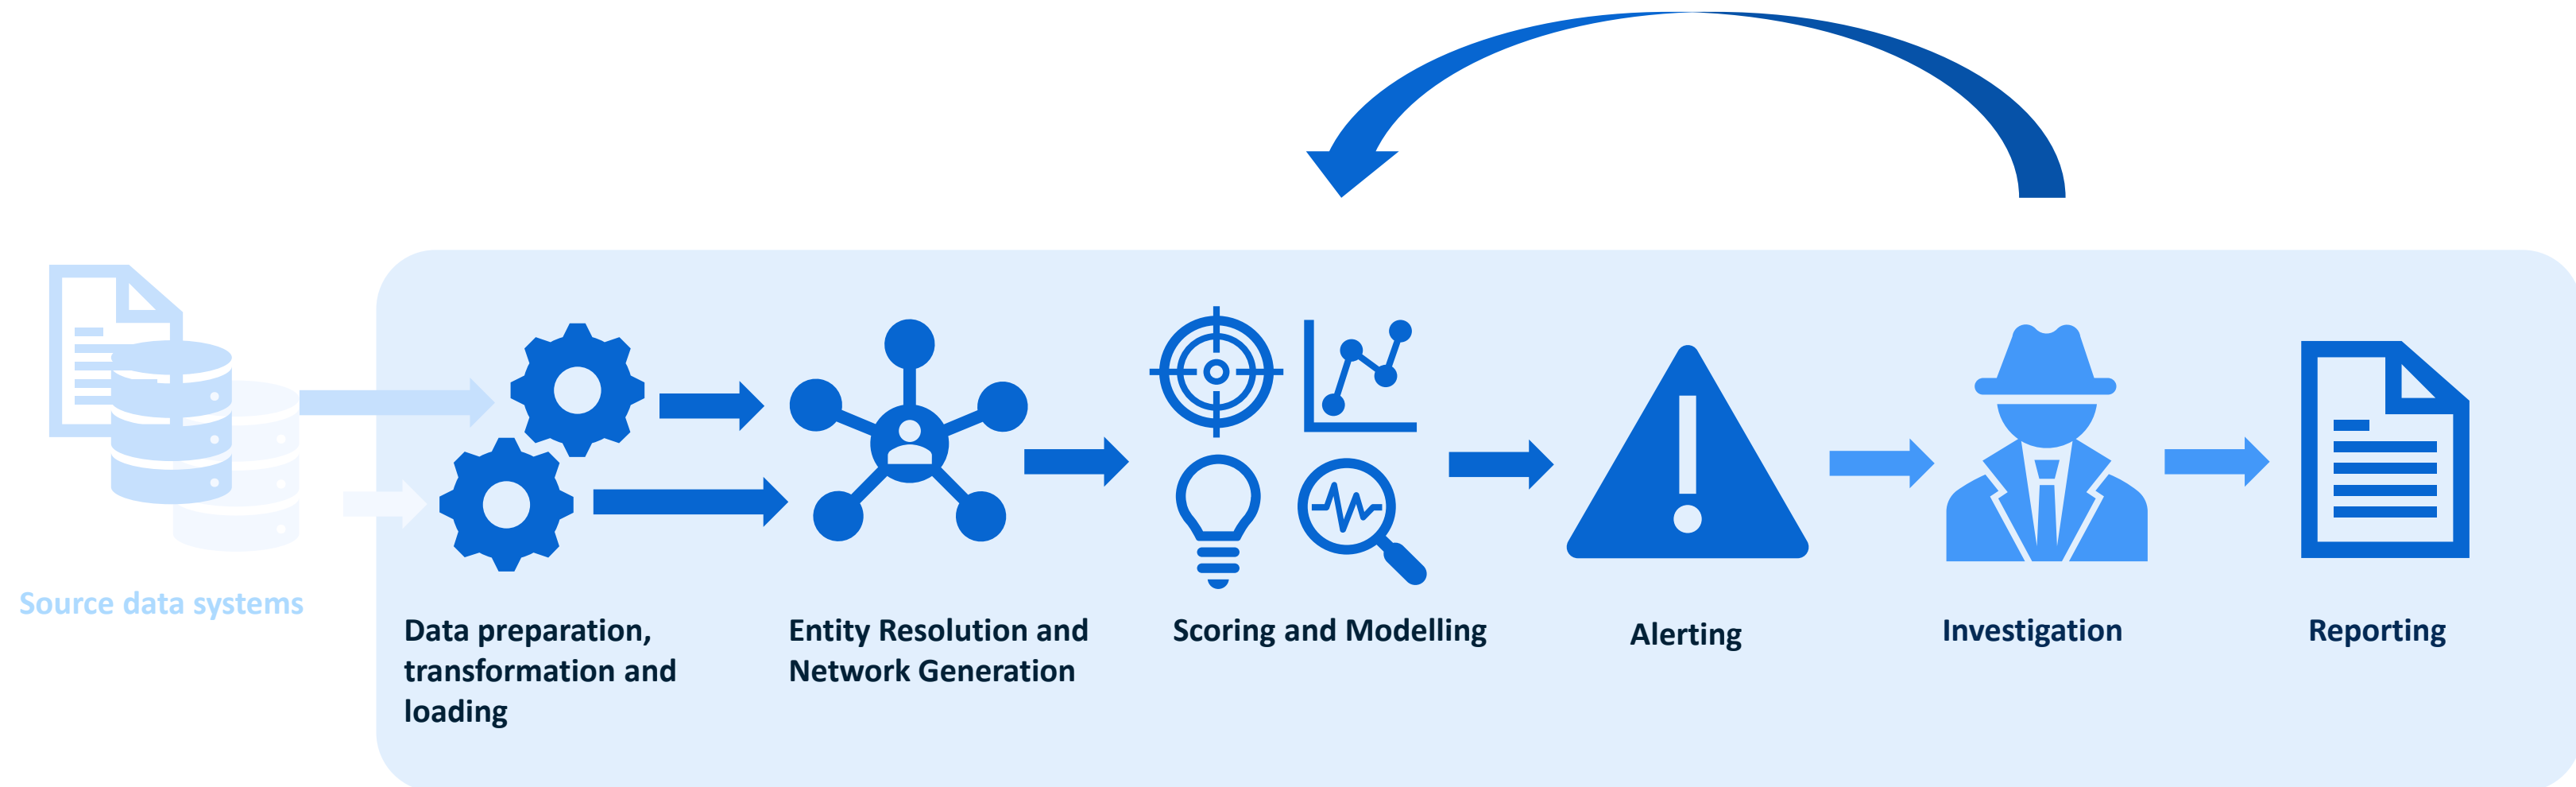 Source data systems
Data preparation,
transformation and
loading
Entity Resolution and
Network Generation
Scoring and Modelling
Alerting
Investigation
Reporting